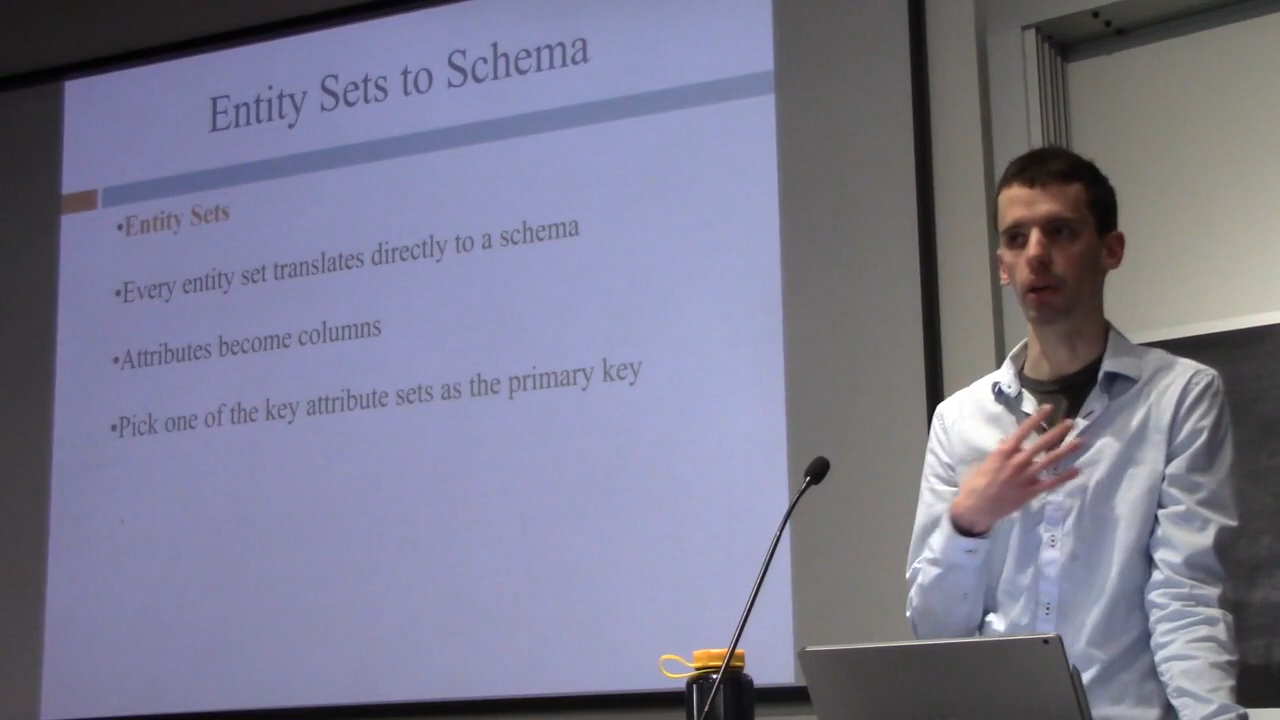 Entity Sets to Schema
•Entity Sets
•Every entity set translates directly to a schema
•Attributes become columns
•Pick one of the key attribute sets as the primary key